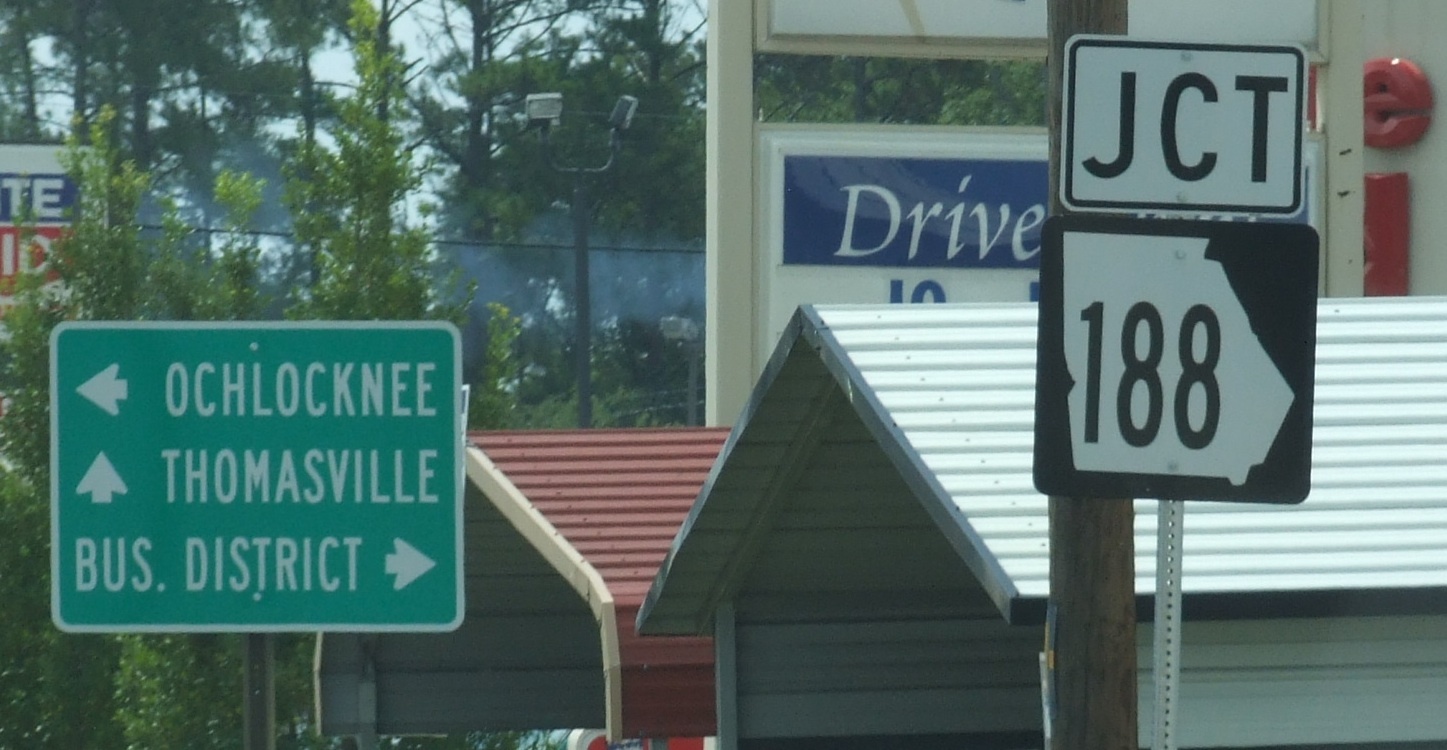 OCHLOCKNEE
THOMASVILLE
BUS. DISTRICT
Drive
JCT
188